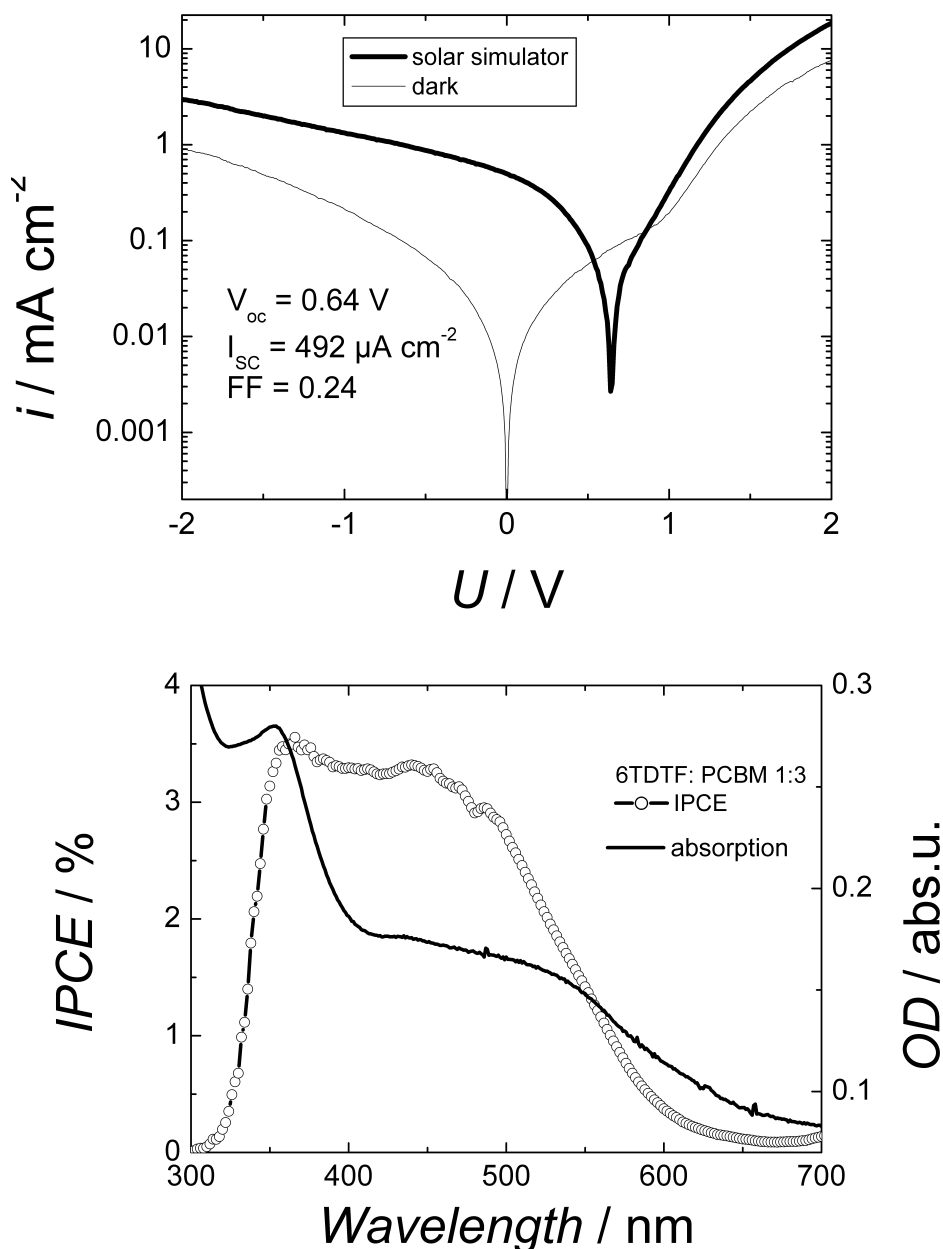 10
1
0.1
0.01
0.001
i / mA cm⁻²
solar simulator
dark
V_oc = 0.64 V
I_SC = 492 µA cm⁻²
FF = 0.24
-2 -1 0 1 2
U / V
4
3
2
1
0
IPCE / %
6TDTF: PCBM 1:3
IPCE
absorption
0.3
0.2
0.1
OD / abs.u.
300 400 500 600 700
Wavelength / nm